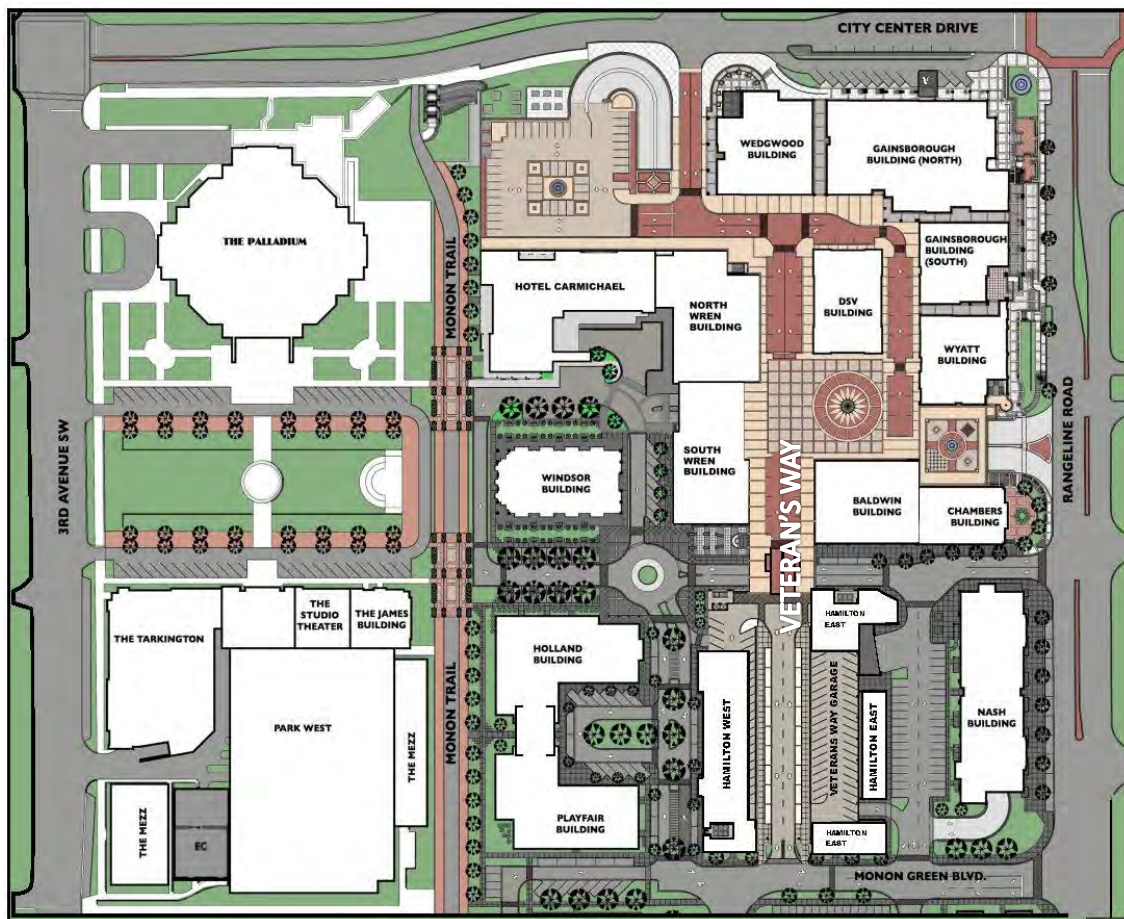 CITY CENTER DRIVE
A
WEDGWOOD
BUILDING
GAINSBOROUGH
BUILDING (NORTH)
THE PALLADIUM
MONON TRAIL
HOTEL CARMICHAEL
NORTH
WREN
BUILDING
DSV
BUILDING
GAINSBOROUGH
BUILDING
(SOUTH)
WYATT
BUILDING
3RD AVENUE SW
WINDSOR
BUILDING
SOUTH
WREN
BUILDING
VETERAN'S WAY
BALDWIN
BUILDING
CHAMBERS
BUILDING
RANGELINE ROAD
THE TARKINGTON
THE
STUDIO
THEATER
THE JAMES
BUILDING
HOLLAND
BUILDING
HAMILTON
EAST
PARK WEST
THE MEZZ
MONON TRAIL
HAMILTON WEST
VETERANS WAY GARAGE
HAMILTON EAST
NASH
BUILDING
THE MEZZ
EC
PLAYFAIR
BUILDING
HAMILTON
EAST
MONON GREEN BLVD.